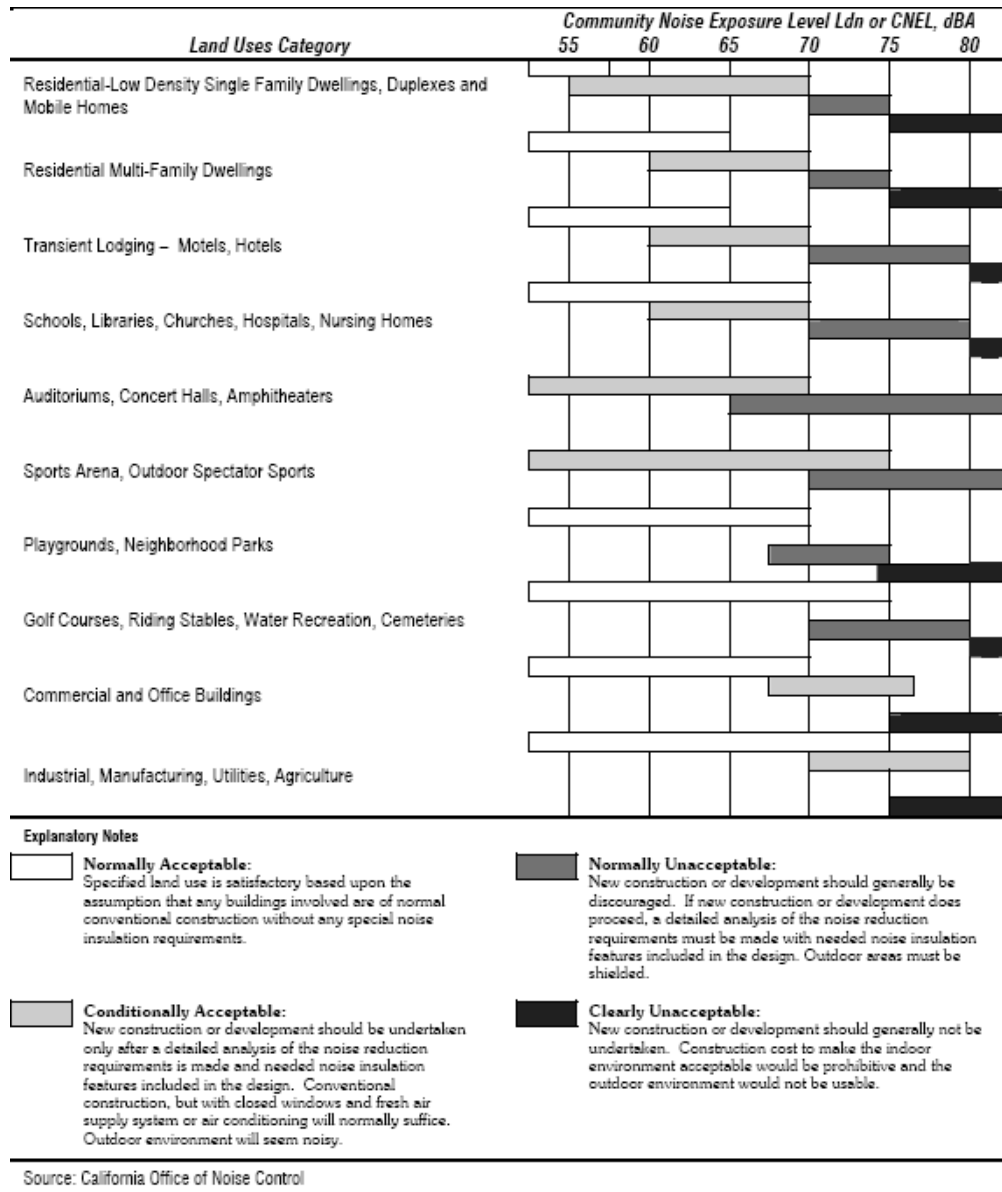 Community Noise Exposure Level Ldn or CNEL, dBA
Land Uses Category
55 60 65 70 75 80
Residential-Low Density Single Family Dwellings, Duplexes and
Mobile Homes
Residential Multi-Family Dwellings
Transient Lodging – Motels, Hotels
Schools, Libraries, Churches, Hospitals, Nursing Homes
Auditoriums, Concert Halls, Amphitheaters
Sports Arena, Outdoor Spectator Sports
Playgrounds, Neighborhood Parks
Golf Courses, Riding Stables, Water Recreation, Cemeteries
Commercial and Office Buildings
Industrial, Manufacturing, Utilities, Agriculture
Explanatory Notes
Normally Acceptable:
Specified land use is satisfactory based upon the
assumption that any buildings involved are of normal
conventional construction without any special noise
insulation requirements.
Conditionally Acceptable:
New construction or development should be undertaken
only after a detailed analysis of the noise reduction
requirements is made and needed noise insulation
features included in the design. Conventional
construction, but with closed windows and fresh air
supply system or air conditioning will normally suffice.
Outdoor environment will seem noisy.
Normally Unacceptable:
New construction or development should generally be
discouraged. If new construction or development does
proceed, a detailed analysis of the noise reduction
requirements must be made with needed noise insulation
features included in the design. Outdoor areas must be
shielded.
Clearly Unacceptable:
New construction or development should generally not be
undertaken. Construction cost to make the indoor
environment acceptable would be prohibitive and the
outdoor environment would not be usable.
Source: California Office of Noise Control